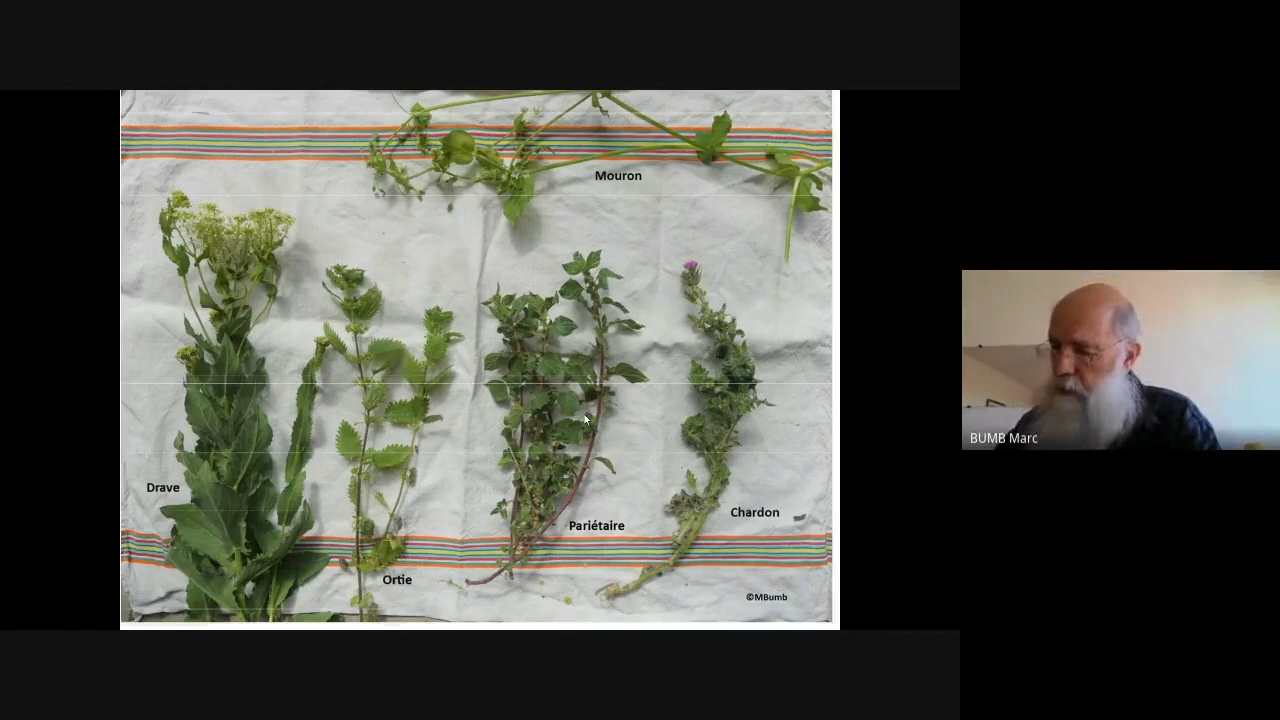 Mouron
Drave
Chardon
Pariétaire
Ortie
©MBumb
BUMB Marc